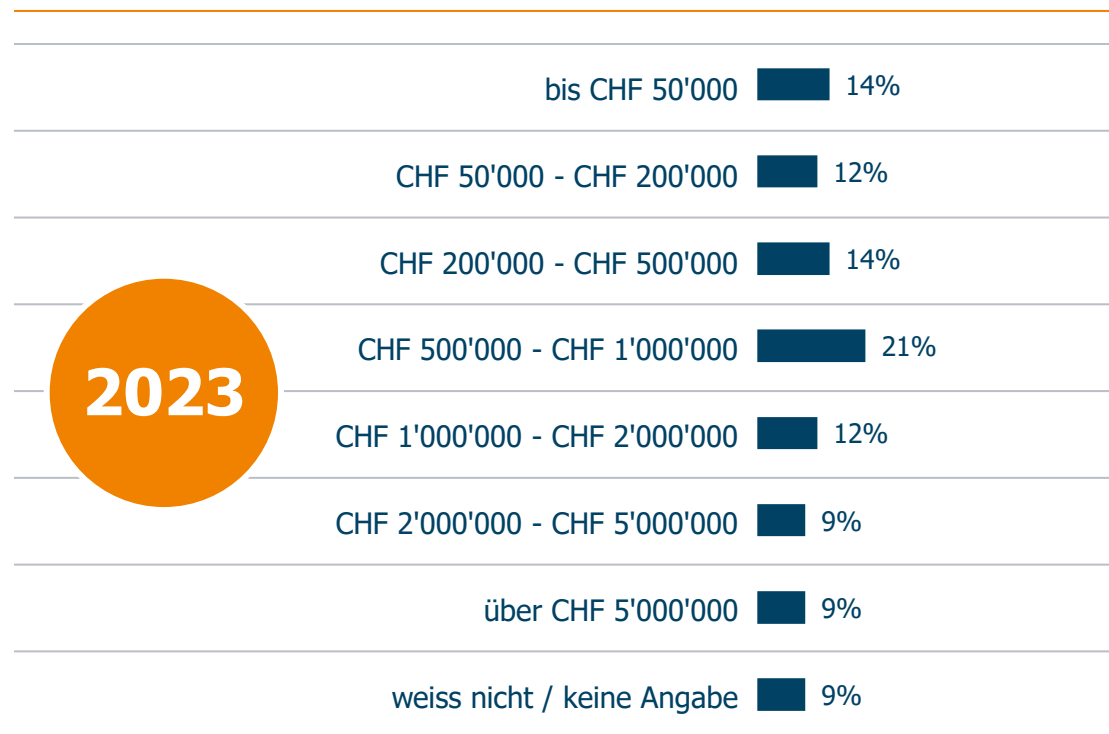 bis CHF 50'000 14%
CHF 50'000 - CHF 200'000 12%
CHF 200'000 - CHF 500'000 14%
CHF 500'000 - CHF 1'000'000 21%
2023
CHF 1'000'000 - CHF 2'000'000 12%
CHF 2'000'000 - CHF 5'000'000 9%
über CHF 5'000'000 9%
weiss nicht / keine Angabe 9%